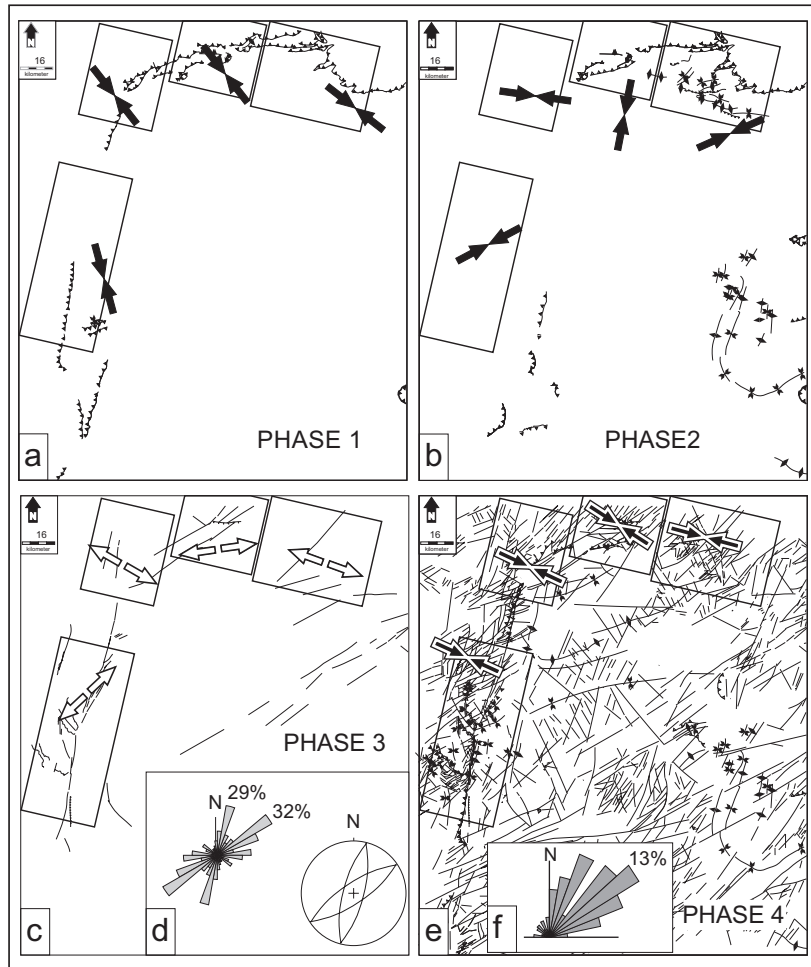 N
16
kilometer
a
PHASE 1
N
16
kilometer
b
PHASE2
N
16
kilometer
PHASE 3
c
29%
32%
N
N
d
N
16
kilometer
e
N
13%
f
PHASE 4